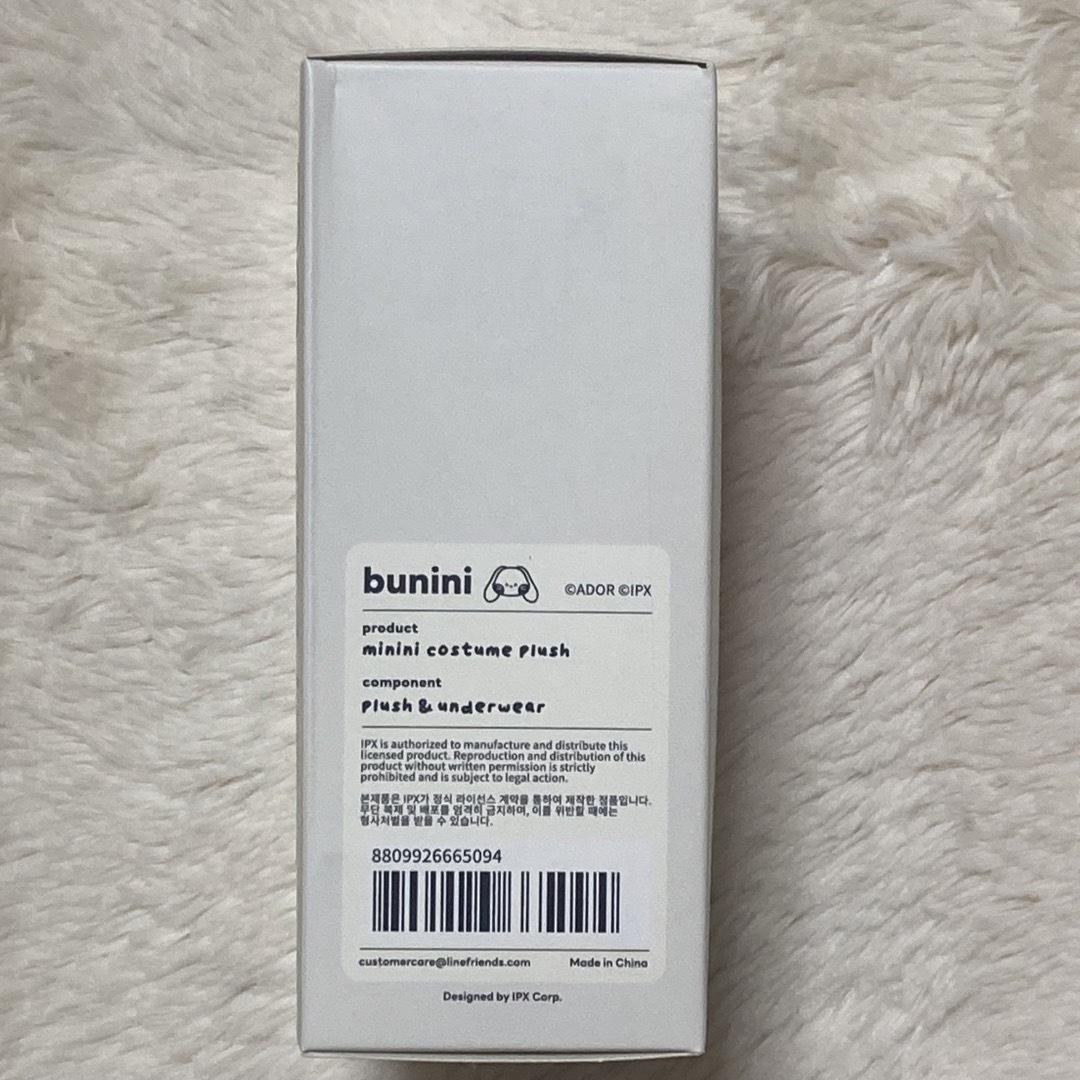 bunini ©ADOR ©IPX
product
minini costume plush
component
plush & underwear
IPX is authorized to manufacture and distribute this
licensed product. Reproduction and distribution of this
product without written permission is strictly
prohibited and is subject to legal action.
본제품은 IPX가 정식 라이선스 계약을 통하여 제작한 정품입니다.
무단 복제 및 배포를 엄격히 금지하며, 이를 위반할 때에는
형사처벌을 받을 수 있습니다.
8809926665094
customercare@linefriends.com Made in China
Designed by IPX Corp.